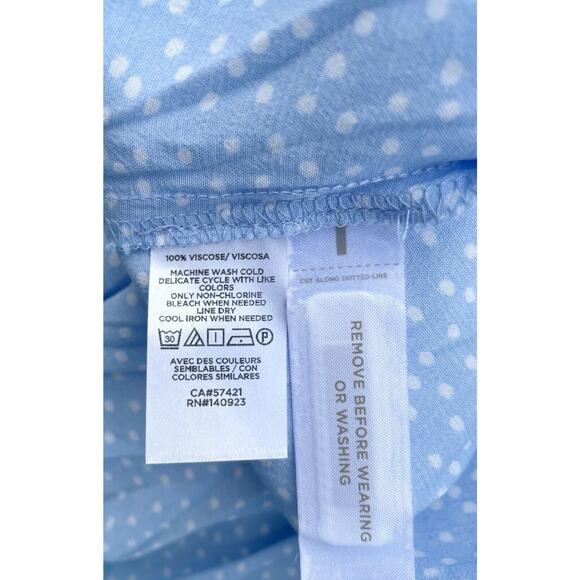 100% VISCOSE/ VISCOSA
MACHINE WASH COLD
DELICATE CYCLE WITH LIKE
COLORS
ONLY NON-CHLORINE
BLEACH WHEN NEEDED
LINE DRY
COOL IRON WHEN NEEDED
30
P
AVEC DES COULEURS
SEMBLABLES / CON
COLORES SIMILARES
CA#57421
RN#140923
CUT ALONG DOTTED LINE
REMOVE BEFORE WEARING
OR WASHING